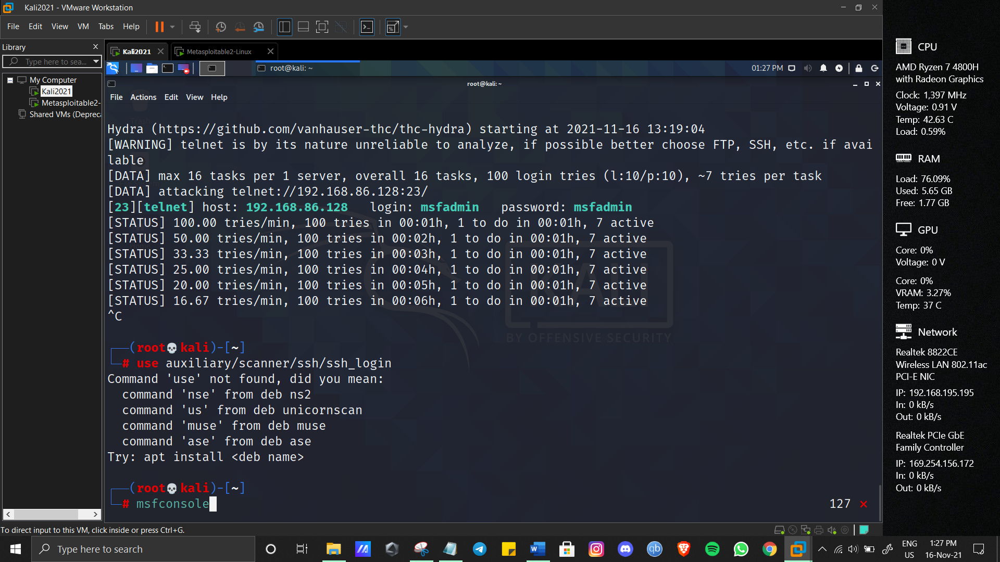 Kali2021 - VMware Workstation
File Edit View VM Tabs Help
Library
Type here to sea...
My Computer
Kali2021
Metasploitable2-
Shared VMs (Depreca
Kali2021
Metasploitable2-Linux
root@kali: ~
01:27 PM
root@kali: ~
File Actions Edit View Help
Hydra (https://github.com/vanhauser-thc/thc-hydra) starting at 2021-11-16 13:19:04
[WARNING] telnet is by its nature unreliable to analyze, if possible better choose FTP, SSH, etc. if avai
lable
[DATA] max 16 tasks per 1 server, overall 16 tasks, 100 login tries (l:10/p:10), ~7 tries per task
[DATA] attacking telnet://192.168.86.128:23/
[23][telnet] host: 192.168.86.128   login: msfadmin   password: msfadmin
[STATUS] 100.00 tries/min, 100 tries in 00:01h, 1 to do in 00:01h, 7 active
[STATUS] 50.00 tries/min, 100 tries in 00:02h, 1 to do in 00:01h, 7 active
[STATUS] 33.33 tries/min, 100 tries in 00:03h, 1 to do in 00:01h, 7 active
[STATUS] 25.00 tries/min, 100 tries in 00:04h, 1 to do in 00:01h, 7 active
[STATUS] 20.00 tries/min, 100 tries in 00:05h, 1 to do in 00:01h, 7 active
[STATUS] 16.67 tries/min, 100 tries in 00:06h, 1 to do in 00:01h, 7 active
^C
KALI
BY OFFENSIVE SECURITY
(root💀kali)-[~]
# use auxiliary/scanner/ssh/ssh_login
Command 'use' not found, did you mean:
  command 'nse' from deb ns2
  command 'us' from deb unicornscan
  command 'muse' from deb muse
  command 'ase' from deb ase
Try: apt install <deb name>
(root💀kali)-[~]
# msfconsole
127 ⨯
To direct input to this VM, click inside or press Ctrl+G.
CPU
AMD Ryzen 7 4800H
with Radeon Graphics
Clock: 1,397 MHz
Voltage: 0.91 V
Temp: 42.63 C
Load: 0.59%
RAM
Load: 76.09%
Used: 5.65 GB
Free: 1.77 GB
GPU
Core: 0%
Voltage: 0 V
Core: 0%
VRAM: 3.27%
Temp: 37 C
Network
Realtek 8822CE
Wireless LAN 802.11ac
PCI-E NIC
IP: 192.168.195.195
In: 0 kB/s
Out: 0 kB/s
Realtek PCIe GbE
Family Controller
IP: 169.254.156.172
In: 0 kB/s
Out: 0 kB/s
Type here to search
W
qb
ENG
US
1:27 PM
16-Nov-21